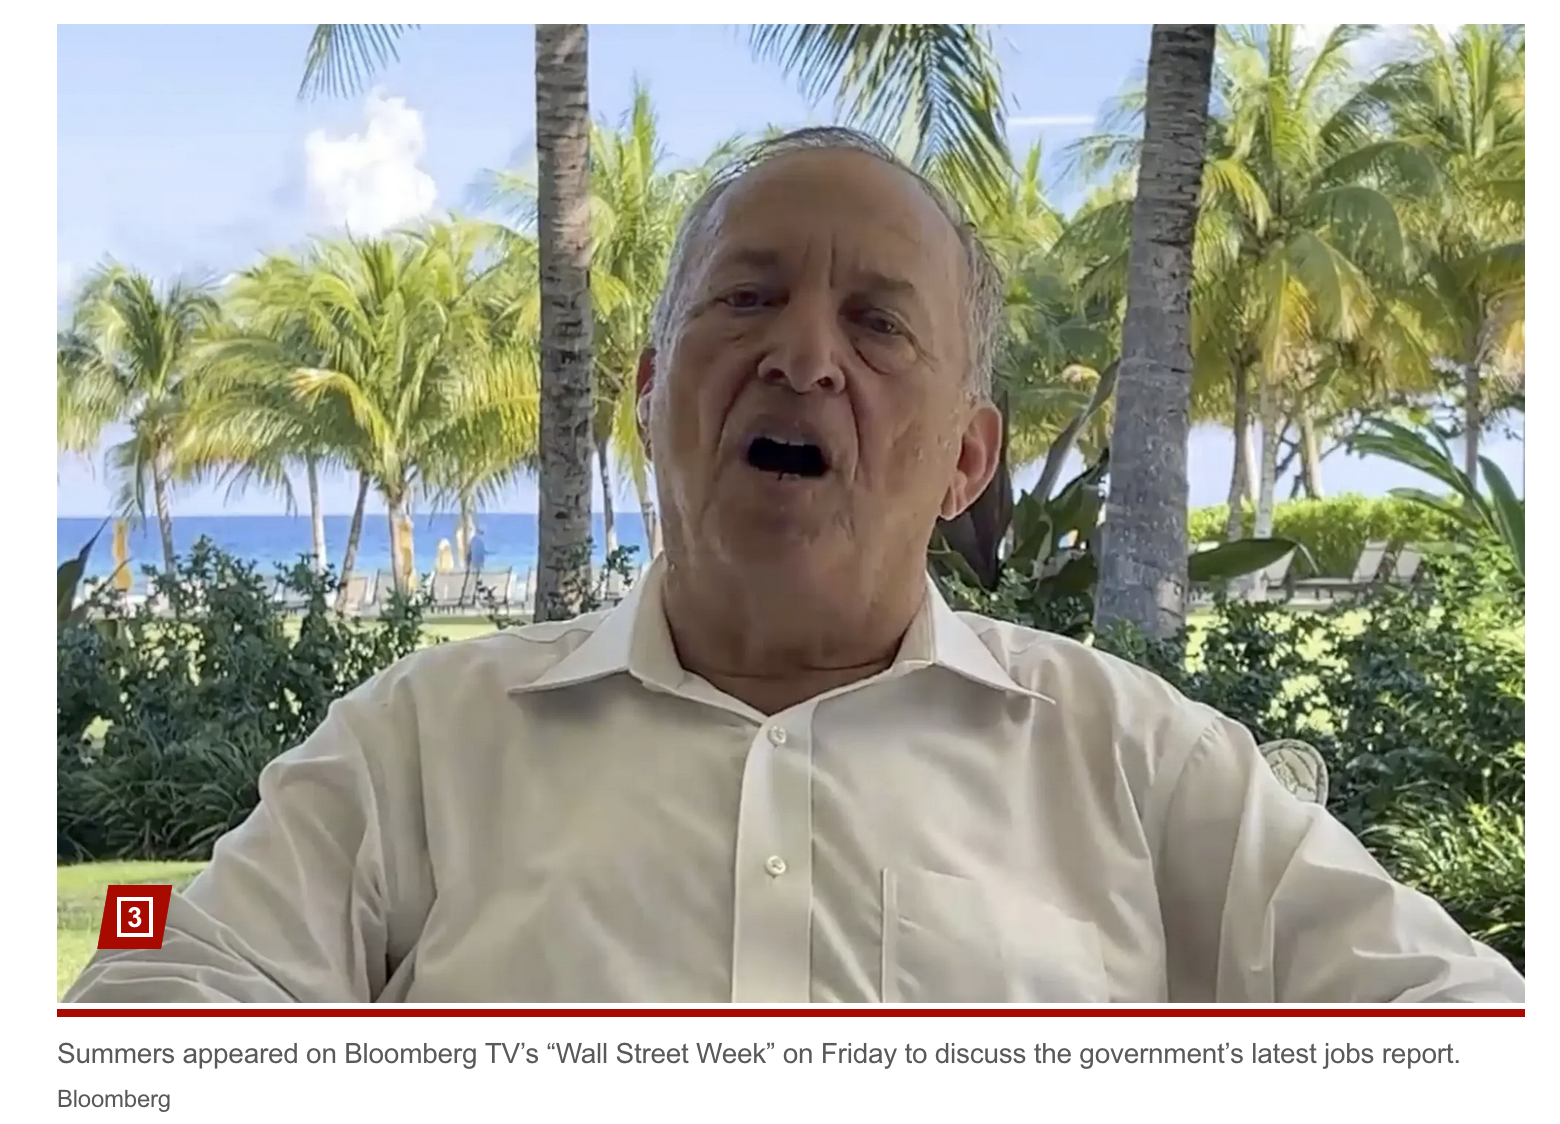 3
Summers appeared on Bloomberg TV’s “Wall Street Week” on Friday to discuss the government’s latest jobs report.
Bloomberg